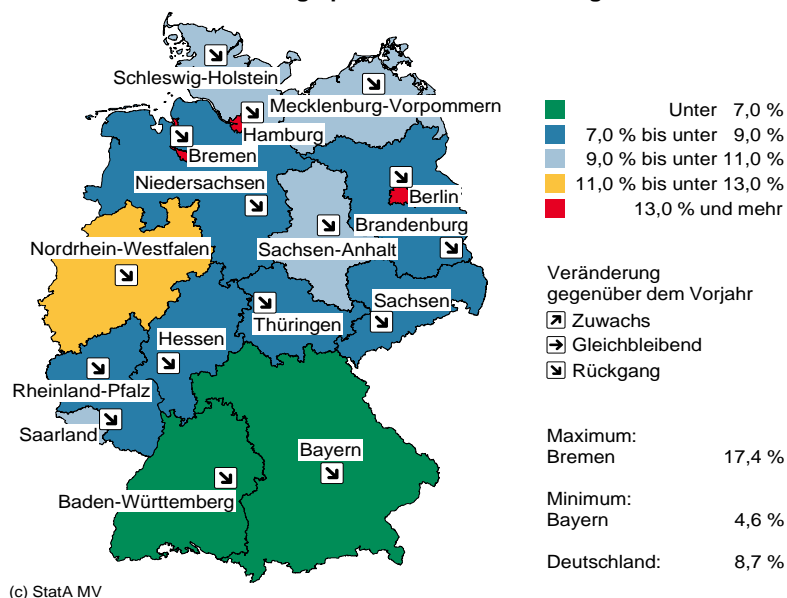 Schleswig-Holstein
Mecklenburg-Vorpommern
Hamburg
Bremen
Niedersachsen
Berlin
Brandenburg
Nordrhein-Westfalen
Sachsen-Anhalt
Sachsen
Thüringen
Hessen
Rheinland-Pfalz
Saarland
Bayern
Baden-Württemberg
Unter 7,0 %
7,0 % bis unter 9,0 %
9,0 % bis unter 11,0 %
11,0 % bis unter 13,0 %
13,0 % und mehr
Veränderung
gegenüber dem Vorjahr
Zuwachs
Gleichbleibend
Rückgang
Maximum:
Bremen 17,4 %
Minimum:
Bayern 4,6 %
Deutschland: 8,7 %
(c) StatA MV